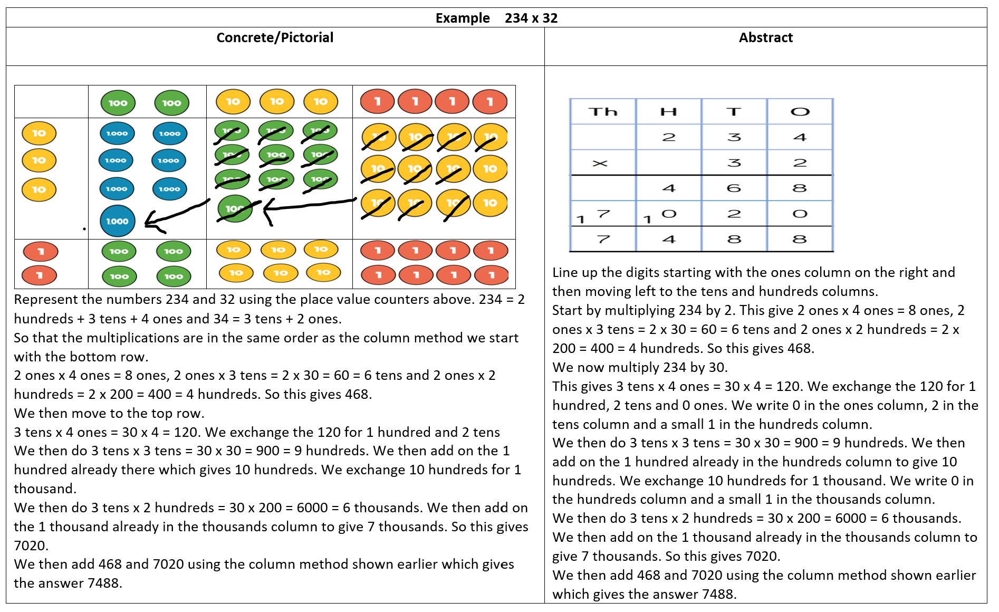 Example 234 x 32
Concrete/Pictorial
Abstract
100 100 10 10 10 1 1 1 1
10 1.000 1.000 100 100 100 10 10 10 10
10 1.000 1.000 100 100 100 10 10 10 10
10 1.000 1.000 100 100 100 10 10 10 10
1.000 100
1 100 100 10 10 10 1 1 1 1
1 100 100 10 10 10 1 1 1 1
Represent the numbers 234 and 32 using the place value counters above. 234 = 2
hundreds + 3 tens + 4 ones and 34 = 3 tens + 2 ones.
So that the multiplications are in the same order as the column method we start
with the bottom row.
2 ones x 4 ones = 8 ones, 2 ones x 3 tens = 2 x 30 = 60 = 6 tens and 2 ones x 2
hundreds = 2 x 200 = 400 = 4 hundreds. So this gives 468.
We then move to the top row.
3 tens x 4 ones = 30 x 4 = 120. We exchange the 120 for 1 hundred and 2 tens
We then do 3 tens x 3 tens = 30 x 30 = 900 = 9 hundreds. We then add on the 1
hundred already there which gives 10 hundreds. We exchange 10 hundreds for 1
thousand.
We then do 3 tens x 2 hundreds = 30 x 200 = 6000 = 6 thousands. We then add on
the 1 thousand already in the thousands column to give 7 thousands. So this gives
7020.
We then add 468 and 7020 using the column method shown earlier which gives
the answer 7488.
Th H T O
2 3 4
× 3 2
4 6 8
1 7 1 0 2 0
7 4 8 8
Line up the digits starting with the ones column on the right and
then moving left to the tens and hundreds columns.
Start by multiplying 234 by 2. This give 2 ones x 4 ones = 8 ones, 2
ones x 3 tens = 2 x 30 = 60 = 6 tens and 2 ones x 2 hundreds = 2 x
200 = 400 = 4 hundreds. So this gives 468.
We now multiply 234 by 30.
This gives 3 tens x 4 ones = 30 x 4 = 120. We exchange the 120 for 1
hundred, 2 tens and 0 ones. We write 0 in the ones column, 2 in the
tens column and a small 1 in the hundreds column.
We then do 3 tens x 3 tens = 30 x 30 = 900 = 9 hundreds. We then
add on the 1 hundred already in the hundreds column to give 10
hundreds. We exchange 10 hundreds for 1 thousand. We write 0 in
the hundreds column and a small 1 in the thousands column.
We then do 3 tens x 2 hundreds = 30 x 200 = 6000 = 6 thousands.
We then add on the 1 thousand already in the thousands column to
give 7 thousands. So this gives 7020.
We then add 468 and 7020 using the column method shown earlier
which gives the answer 7488.